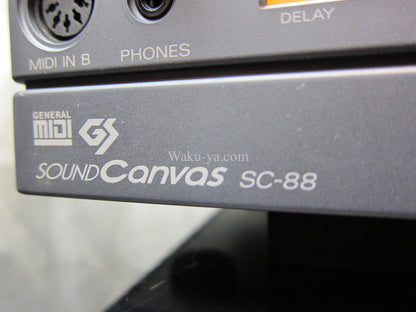 DELAY
MIDI IN B PHONES
GENERAL
MIDI GS
Waku-ya.com
SOUND Canvas SC-88